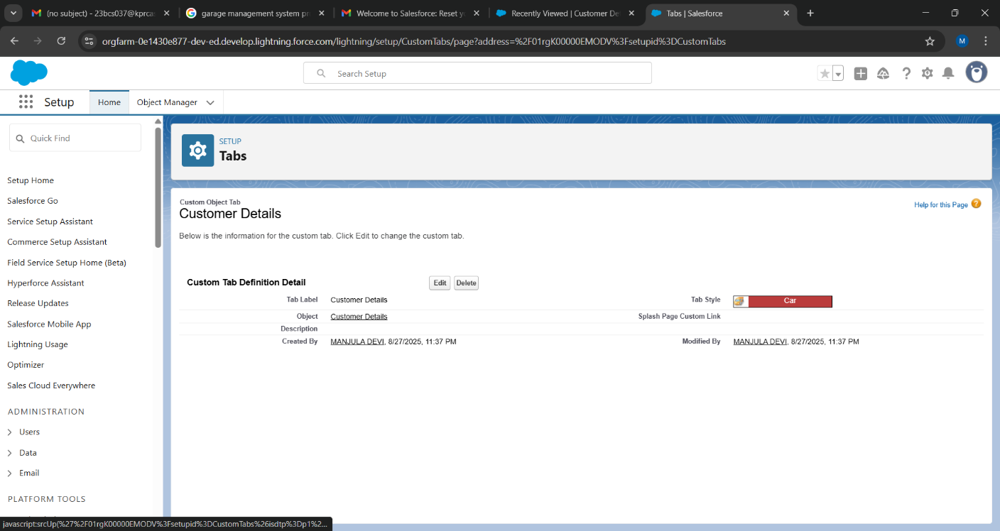 (no subject) - 23bcs037@kprcas
garage management system pr
Welcome to Salesforce: Reset yo
Recently Viewed | Customer De
Tabs | Salesforce
orgfarm-0e1430e877-dev-ed.develop.lightning.force.com/lightning/setup/CustomTabs/page?address=%2F01rgK00000EMODV%3Fsetupid%3DCustomTabs
M
Search Setup
Setup
Home
Object Manager
Quick Find
Setup Home
Salesforce Go
Service Setup Assistant
Commerce Setup Assistant
Field Service Setup Home (Beta)
Hyperforce Assistant
Release Updates
Salesforce Mobile App
Lightning Usage
Optimizer
Sales Cloud Everywhere
ADMINISTRATION
Users
Data
Email
PLATFORM TOOLS
SETUP
Tabs
Custom Object Tab
Customer Details
Help for this Page ?
Below is the information for the custom tab. Click Edit to change the custom tab.
Custom Tab Definition Detail Edit Delete
Tab Label Customer Details Tab Style Car
Object Customer Details Splash Page Custom Link
Description
Created By MANJULA DEVI, 8/27/2025, 11:37 PM Modified By MANJULA DEVI, 8/27/2025, 11:37 PM
javascript:srcUp(%27%2F01rgK00000EMODV%3Fsetupid%3DCustomTabs%26isdtp%3Dp1%2...